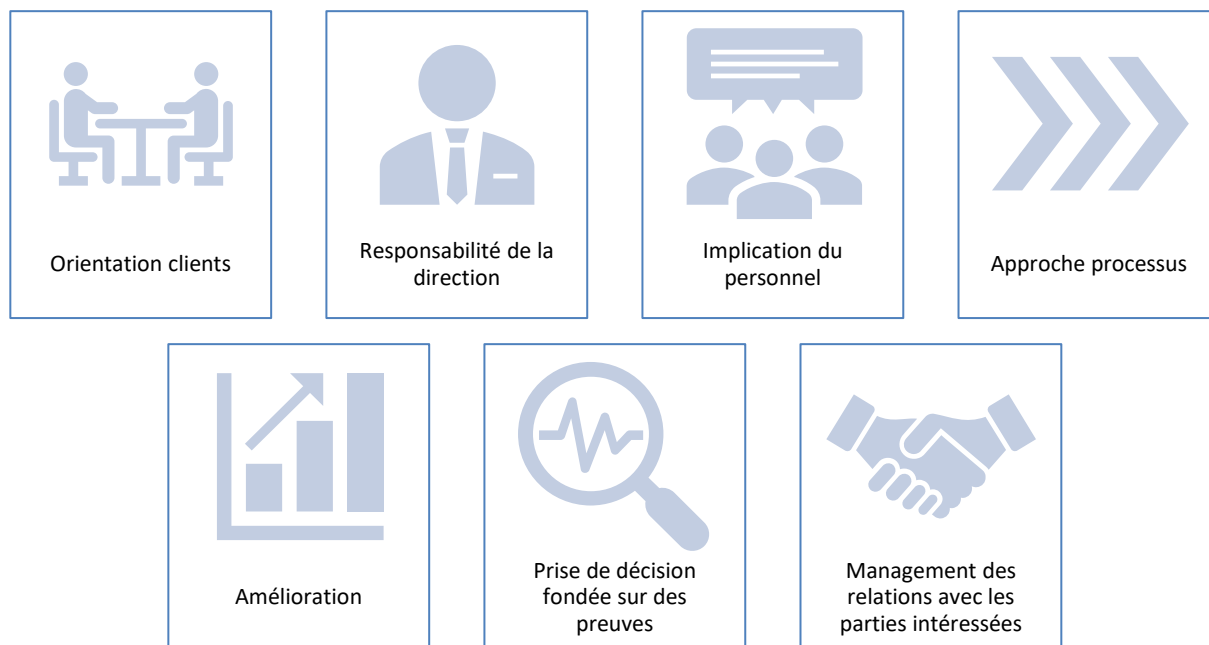 Orientation clients
Responsabilité de la
direction
Implication du
personnel
Approche processus
Amélioration
Prise de décision
fondée sur des
preuves
Management des
relations avec les
parties intéressées